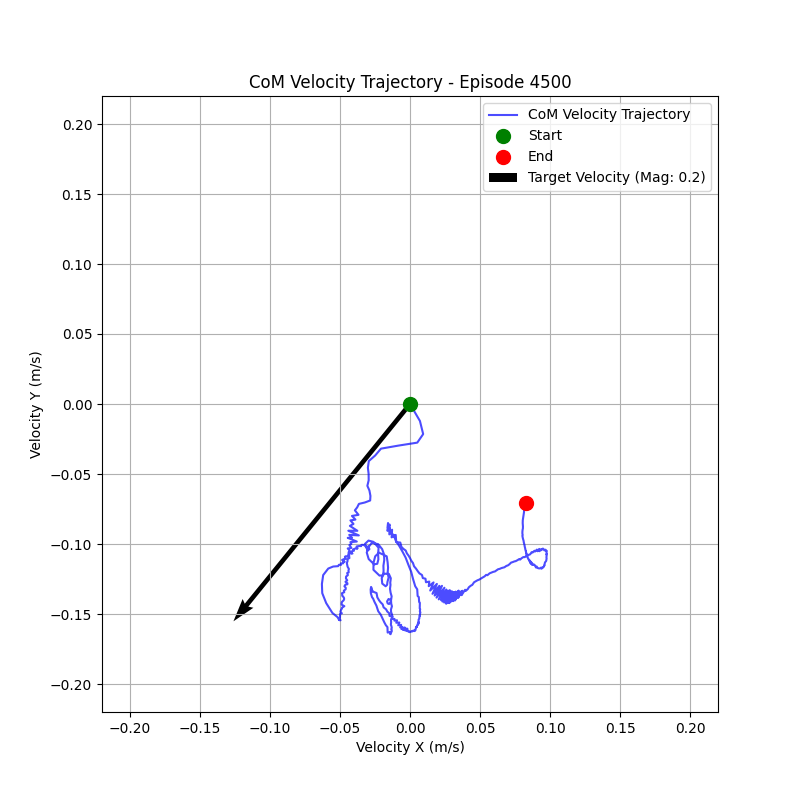 CoM Velocity Trajectory - Episode 4500
CoM Velocity Trajectory
Start
End
Target Velocity (Mag: 0.2)
0.20
0.15
0.10
0.05
0.00
−0.05
−0.10
−0.15
−0.20
Velocity Y (m/s)
−0.20 −0.15 −0.10 −0.05 0.00 0.05 0.10 0.15 0.20
Velocity X (m/s)